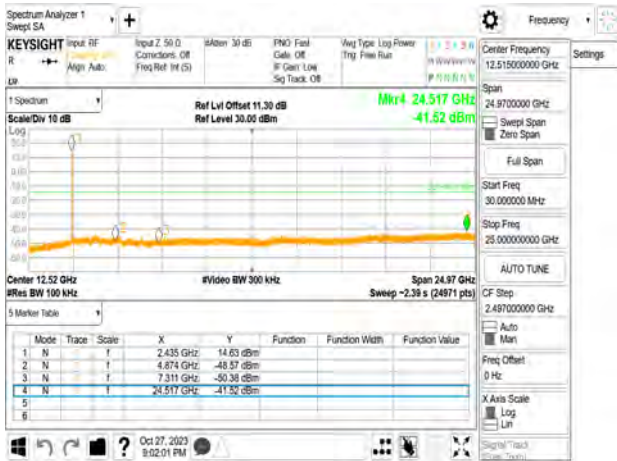 Spectrum Analyzer 1
Swept SA
Frequency
KEYSIGHT
R
Input: RF
Align: Auto
Input Z: 50 Ω
Corrections: Off
Freq Ref: Int (S)
#Atten: 30 dB
PNO: Fast
Gate: Off
IF Gain: Low
Sig Track: Off
Avg Type: Log-Power
Trig: Free Run
1 Spectrum
Scale/Div 10 dB
Log
Ref Lvl Offset 11.30 dB
Ref Level 30.00 dBm
Mkr4 24.517 GHz
-41.52 dBm
Center 12.52 GHz
#Res BW 100 kHz
#Video BW 300 kHz
Span 24.97 GHz
Sweep ~2.39 s (24971 pts)
5 Marker Table
Mode Trace Scale X Y Function Function Width Function Value
1 N f 2.435 GHz 14.63 dBm
2 N f 4.874 GHz -48.57 dBm
3 N f 7.311 GHz -50.38 dBm
4 N f 24.517 GHz -41.52 dBm
5
6
Oct 27, 2023
9:02:01 PM
Center Frequency
12.515000000 GHz
Settings
Span
24.9700000 GHz
Swept Span
Zero Span
Full Span
Start Freq
30.000000 MHz
Stop Freq
25.000000000 GHz
AUTO TUNE
CF Step
2.497000000 GHz
Auto
Man
Freq Offset
0 Hz
X Axis Scale
Log
Lin
Signal Track